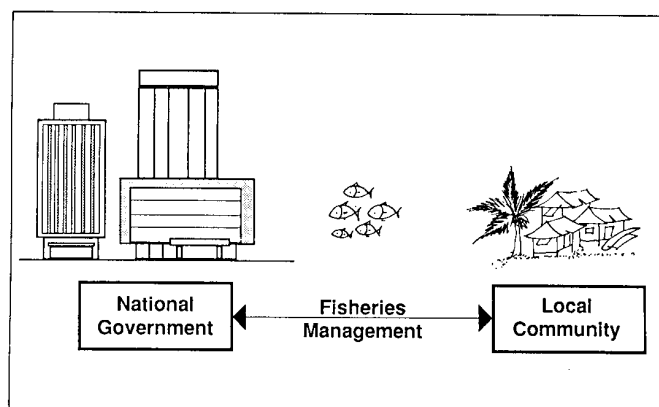 National
Government
Fisheries
Management
Local
Community